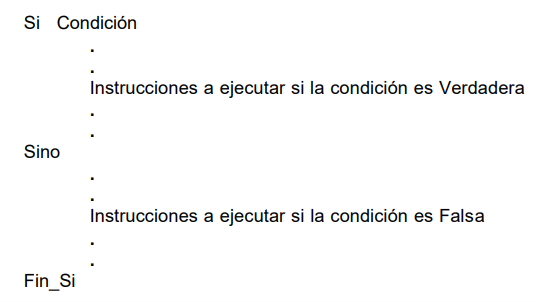 Si Condición
.
.
Instrucciones a ejecutar si la condición es Verdadera
.
.
Sino
.
.
Instrucciones a ejecutar si la condición es Falsa
.
.
Fin_Si